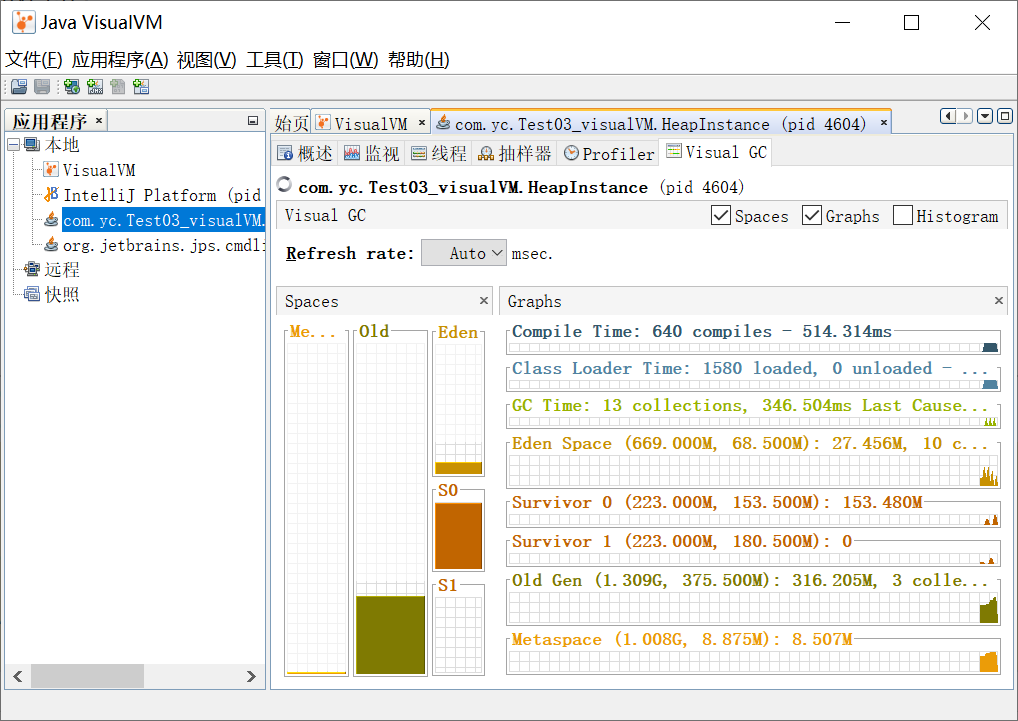 Java VisualVM
文件(F) 应用程序(A) 视图(V) 工具(T) 窗口(W) 帮助(H)
应用程序 ×
本地
VisualVM
IntelliJ Platform (pid
com.yc.Test03_visualVM.
org.jetbrains.jps.cmdli
远程
快照
始页 VisualVM × com.yc.Test03_visualVM.HeapInstance (pid 4604) ×
概述 监视 线程 抽样器 Profiler Visual GC
com.yc.Test03_visualVM.HeapInstance (pid 4604)
Visual GC Spaces Graphs Histogram
Refresh rate: Auto msec.
Spaces ×
Me...
Old
Eden
S0
S1
Graphs ×
Compile Time: 640 compiles - 514.314ms
Class Loader Time: 1580 loaded, 0 unloaded - ...
GC Time: 13 collections, 346.504ms Last Cause...
Eden Space (669.000M, 68.500M): 27.456M, 10 c...
Survivor 0 (223.000M, 153.500M): 153.480M
Survivor 1 (223.000M, 180.500M): 0
Old Gen (1.309G, 375.500M): 316.205M, 3 colle...
Metaspace (1.008G, 8.875M): 8.507M